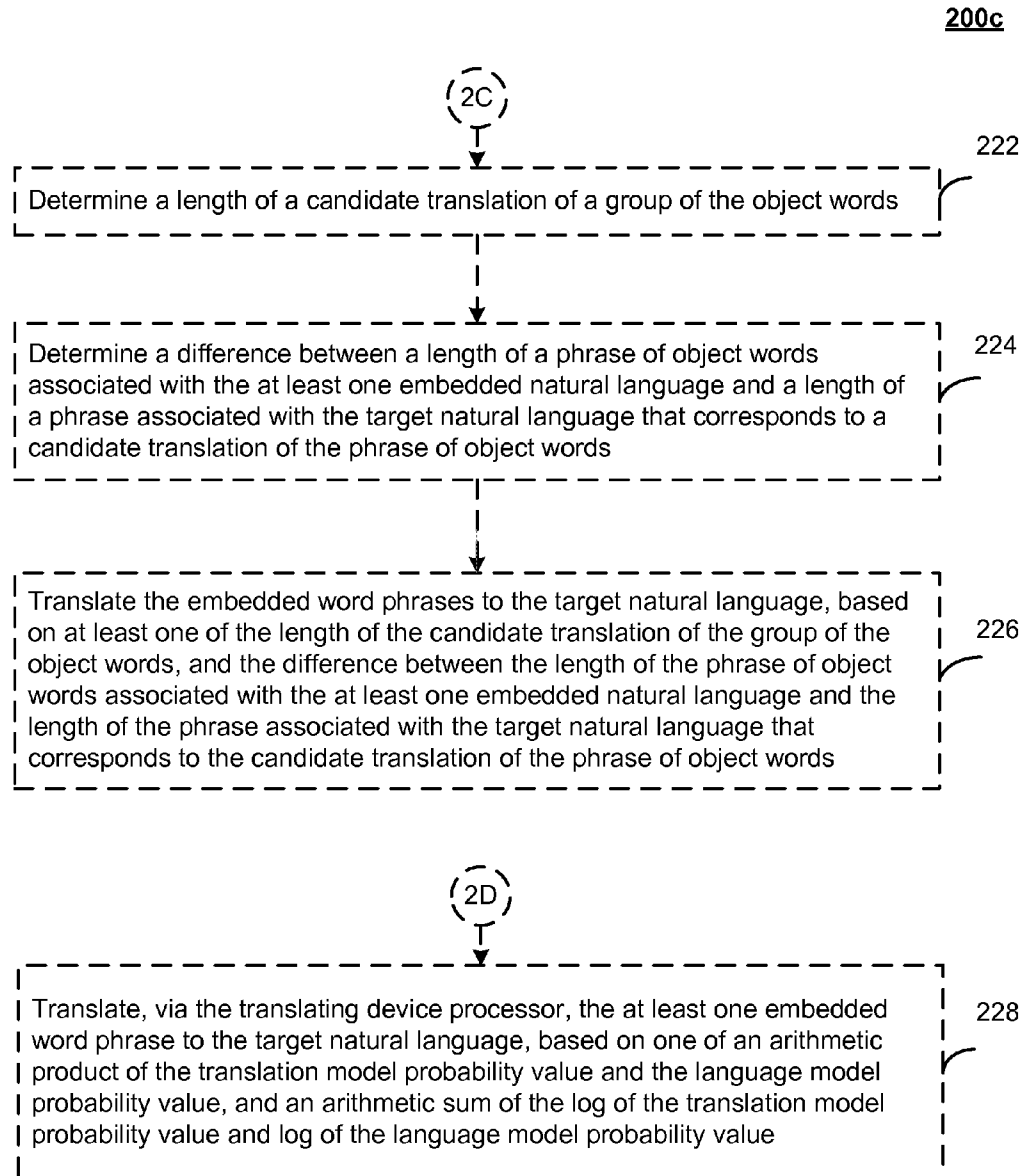 200c
2C
222
Determine a length of a candidate translation of a group of the object words
224
Determine a difference between a length of a phrase of object words
associated with the at least one embedded natural language and a length of
a phrase associated with the target natural language that corresponds to a
candidate translation of the phrase of object words
226
Translate the embedded word phrases to the target natural language, based
on at least one of the length of the candidate translation of the group of the
object words, and the difference between the length of the phrase of object
words associated with the at least one embedded natural language and the
length of the phrase associated with the target natural language that
corresponds to the candidate translation of the phrase of object words
2D
228
Translate, via the translating device processor, the at least one embedded
word phrase to the target natural language, based on one of an arithmetic
product of the translation model probability value and the language model
probability value, and an arithmetic sum of the log of the translation model
probability value and log of the language model probability value